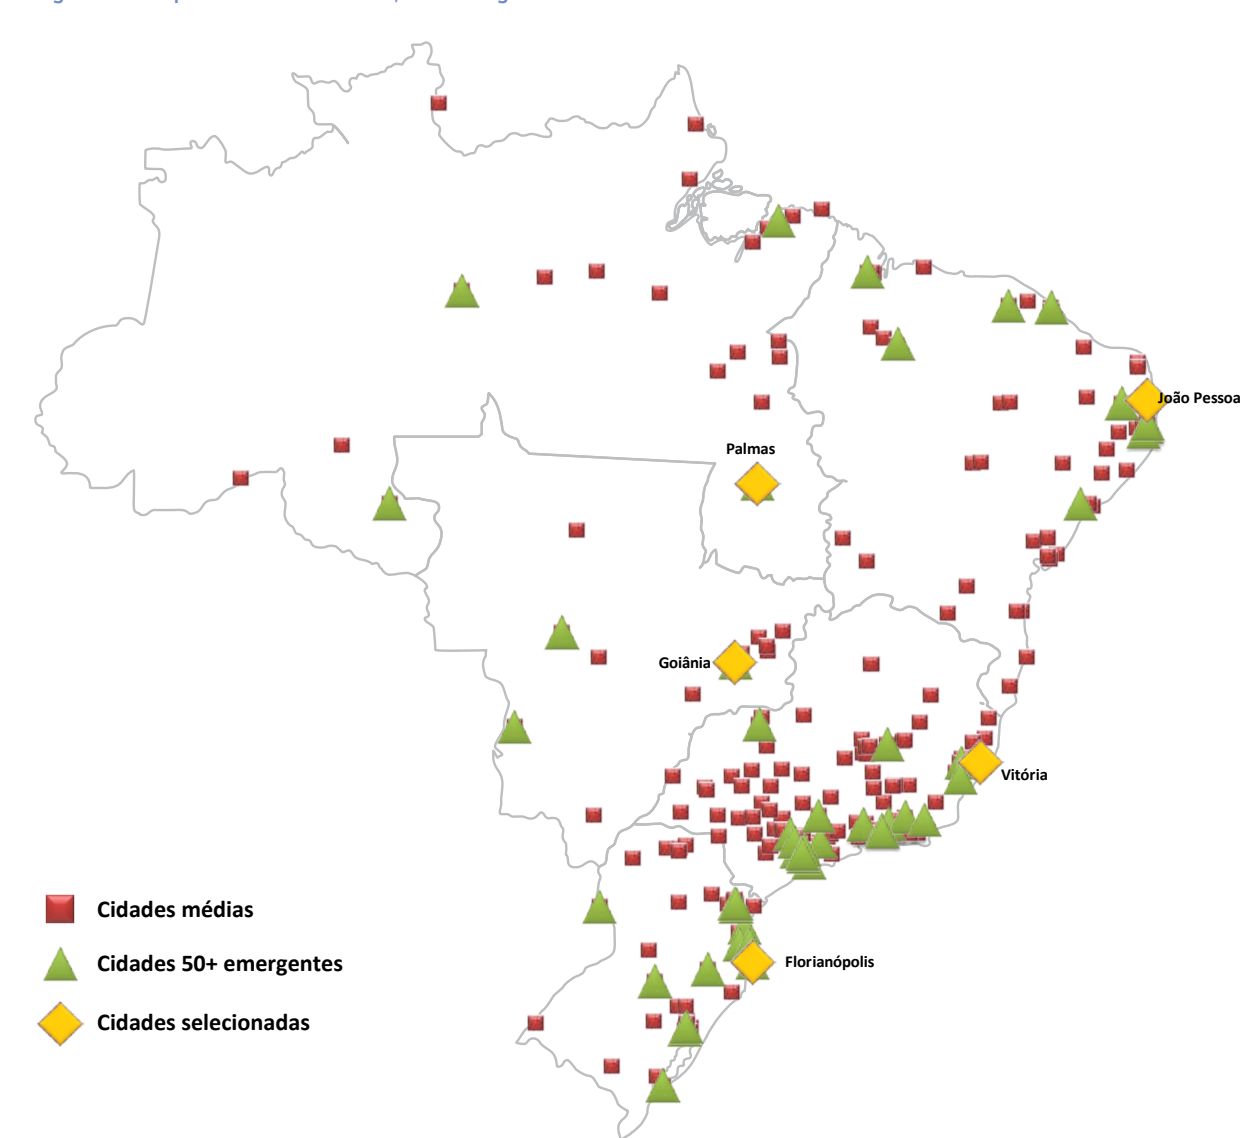 João Pessoa
Palmas
Goiânia
Vitória
Cidades médias
Cidades 50+ emergentes
Florianópolis
Cidades selecionadas